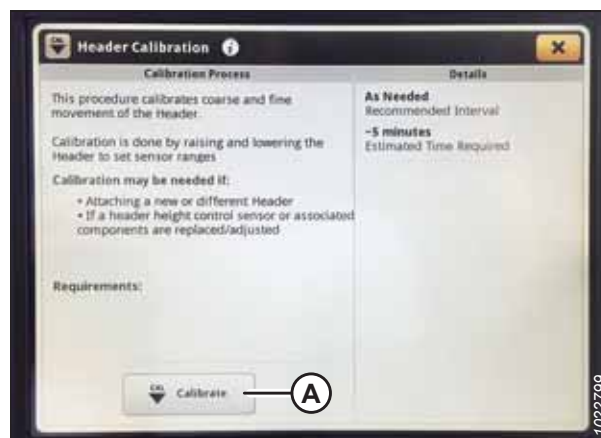 CAL Header Calibration i X
Calibration Process
This procedure calibrates coarse and fine
movement of the Header.
Calibration is done by raising and lowering the
Header to set sensor ranges
Calibration may be needed if:
• Attaching a new or different Header
• If a header height control sensor or associated
components are replaced/adjusted
Requirements:
CAL Calibrate
A
Details
As Needed
Recommended Interval
~5 minutes
Estimated Time Required
1022799